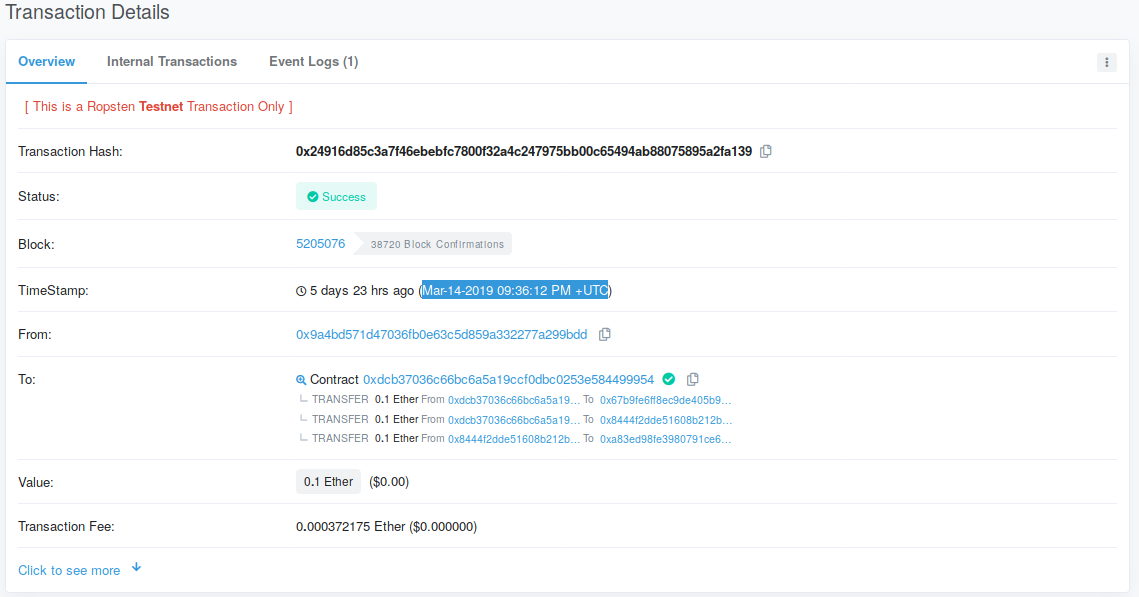 Transaction Details
Overview Internal Transactions Event Logs (1)
[ This is a Ropsten Testnet Transaction Only ]
Transaction Hash: 0x24916d85c3a7f46ebebfc7800f32a4c247975bb00c65494ab88075895a2fa139
Status: Success
Block: 5205076 38720 Block Confirmations
TimeStamp: 5 days 23 hrs ago (Mar-14-2019 09:36:12 PM +UTC)
From: 0x9a4bd571d47036fb0e63c5d859a332277a299bdd
To: Contract 0xdcb37036c66bc6a5a19ccf0dbc0253e584499954
TRANSFER 0.1 Ether From 0xdcb37036c66bc6a5a19... To 0x67b9fe6ff8ec9de405b9...
TRANSFER 0.1 Ether From 0xdcb37036c66bc6a5a19... To 0x8444f2dde51608b212b...
TRANSFER 0.1 Ether From 0x8444f2dde51608b212b... To 0xa83ed98fe3980791ce6...
Value: 0.1 Ether ($0.00)
Transaction Fee: 0.000372175 Ether ($0.000000)
Click to see more